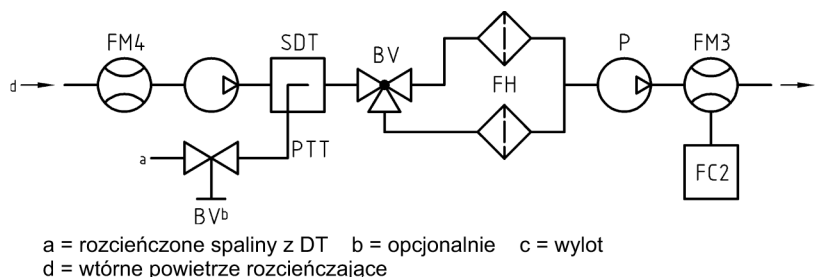 FM4
SDT
BV
P
FM3
d
FH
a
PTT
BVb
FC2
a = rozcieńczone spaliny z DT b = opcjonalnie c = wylot
d = wtórne powietrze rozcieńczające